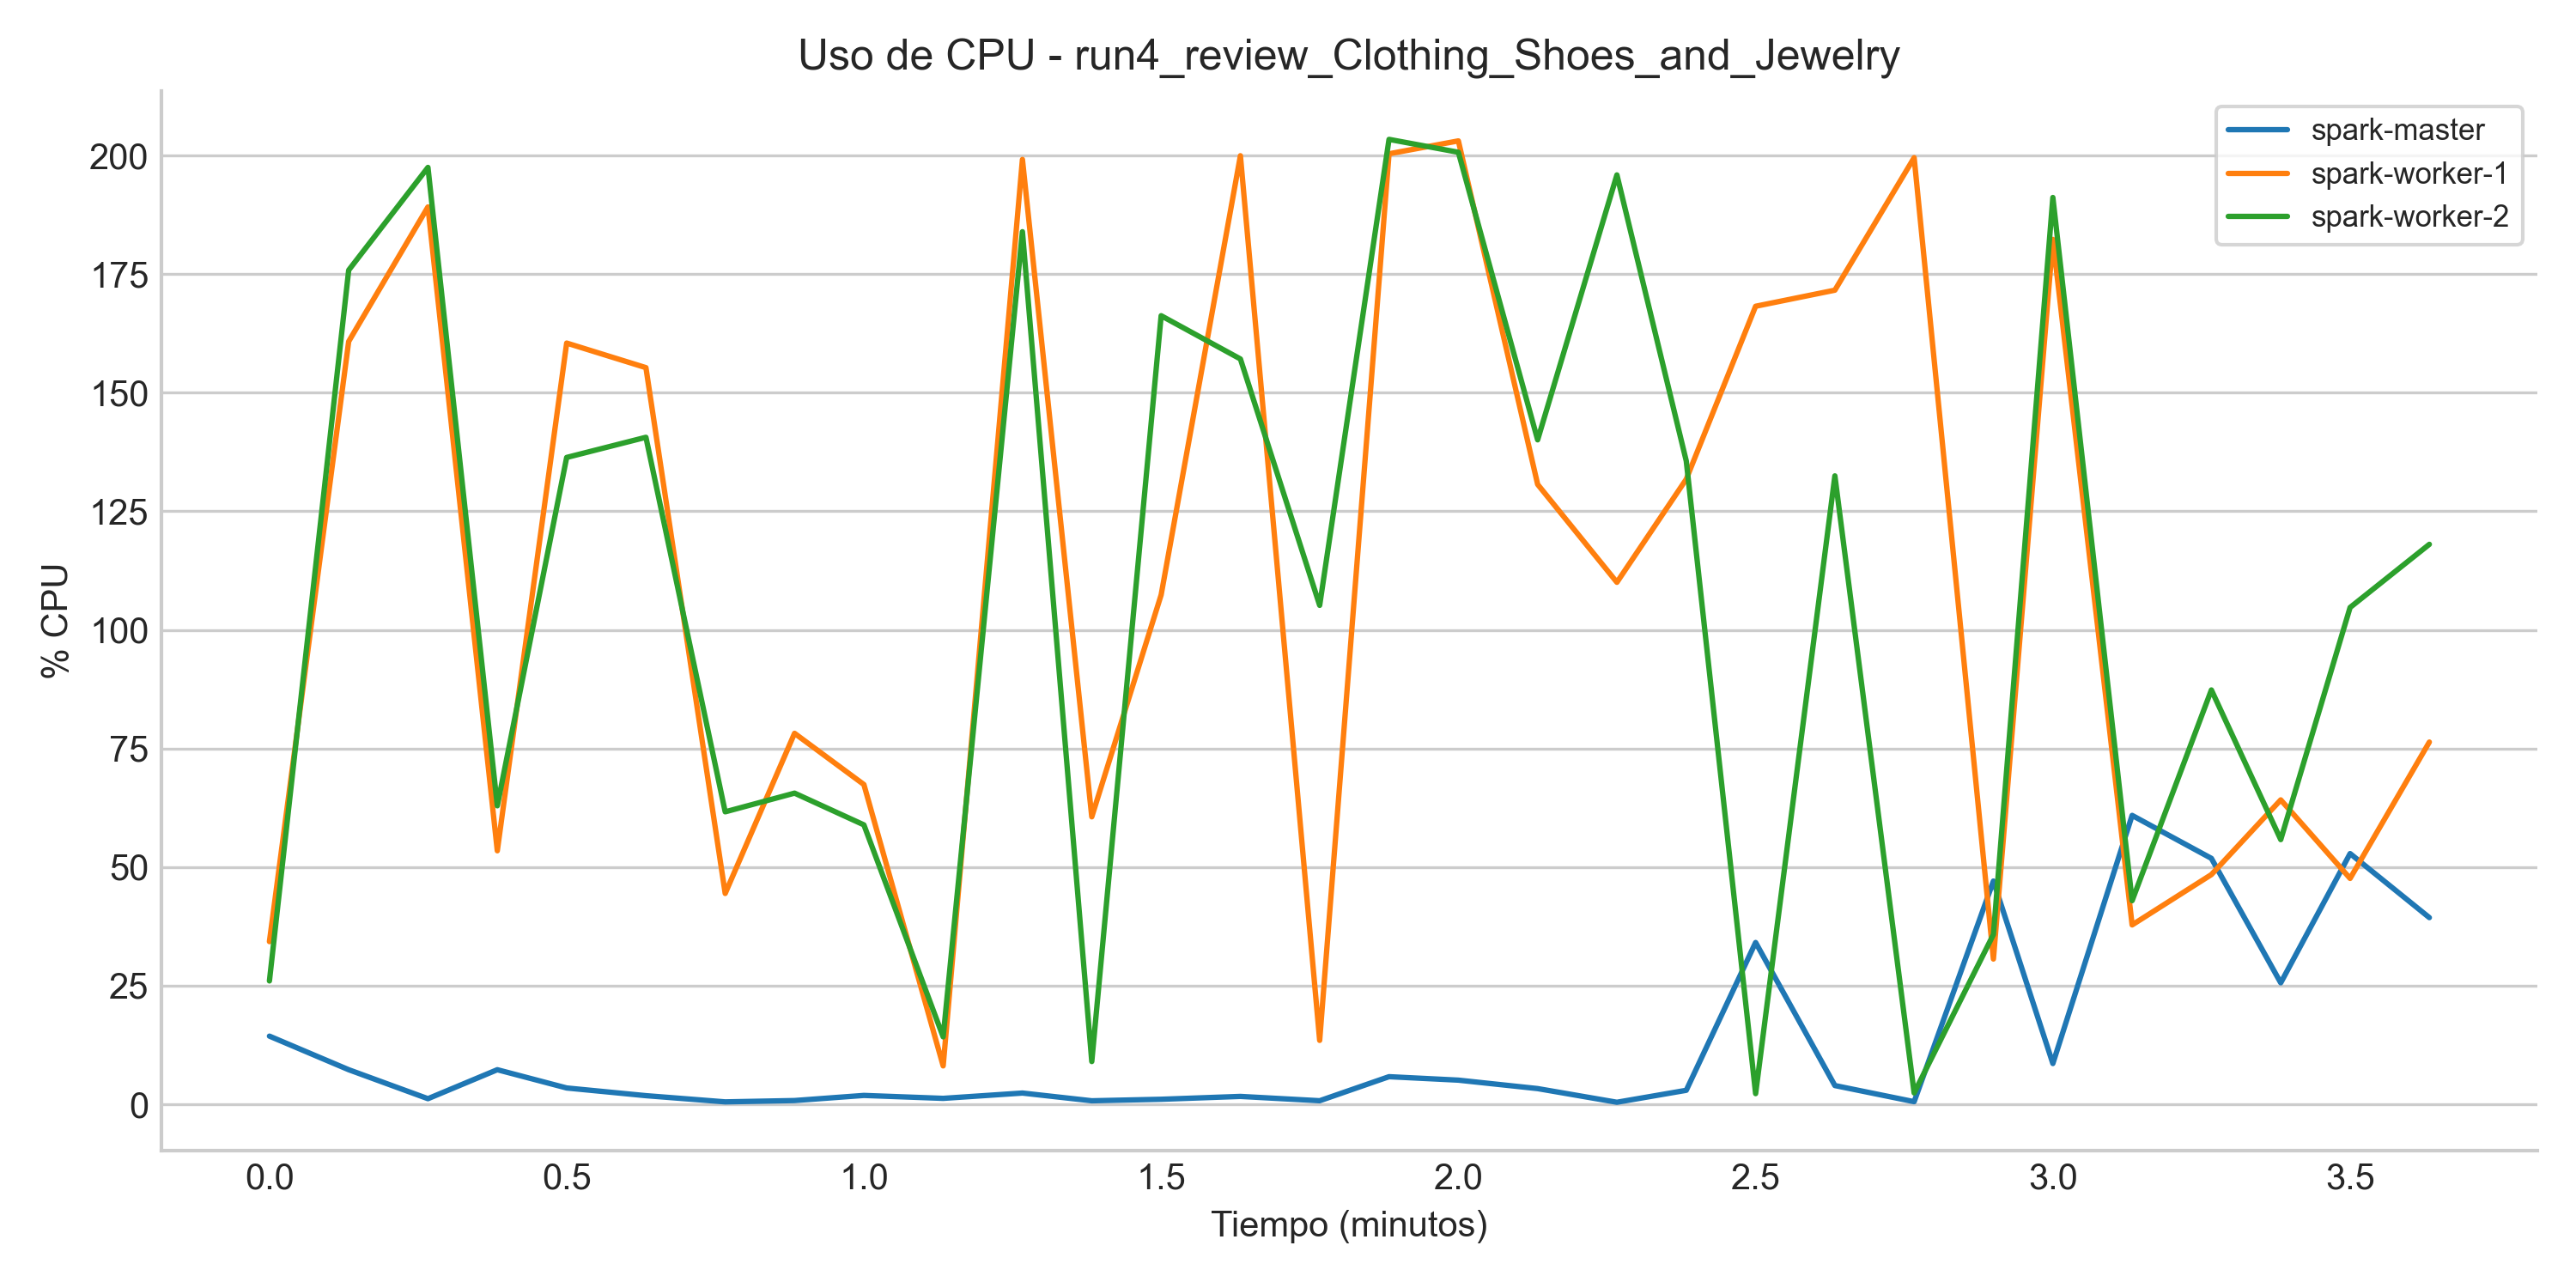 Uso de CPU - run4_review_Clothing_Shoes_and_Jewelry
spark-master
spark-worker-1
spark-worker-2
% CPU
200
175
150
125
100
75
50
25
0
0.0 0.5 1.0 1.5 2.0 2.5 3.0 3.5
Tiempo (minutos)